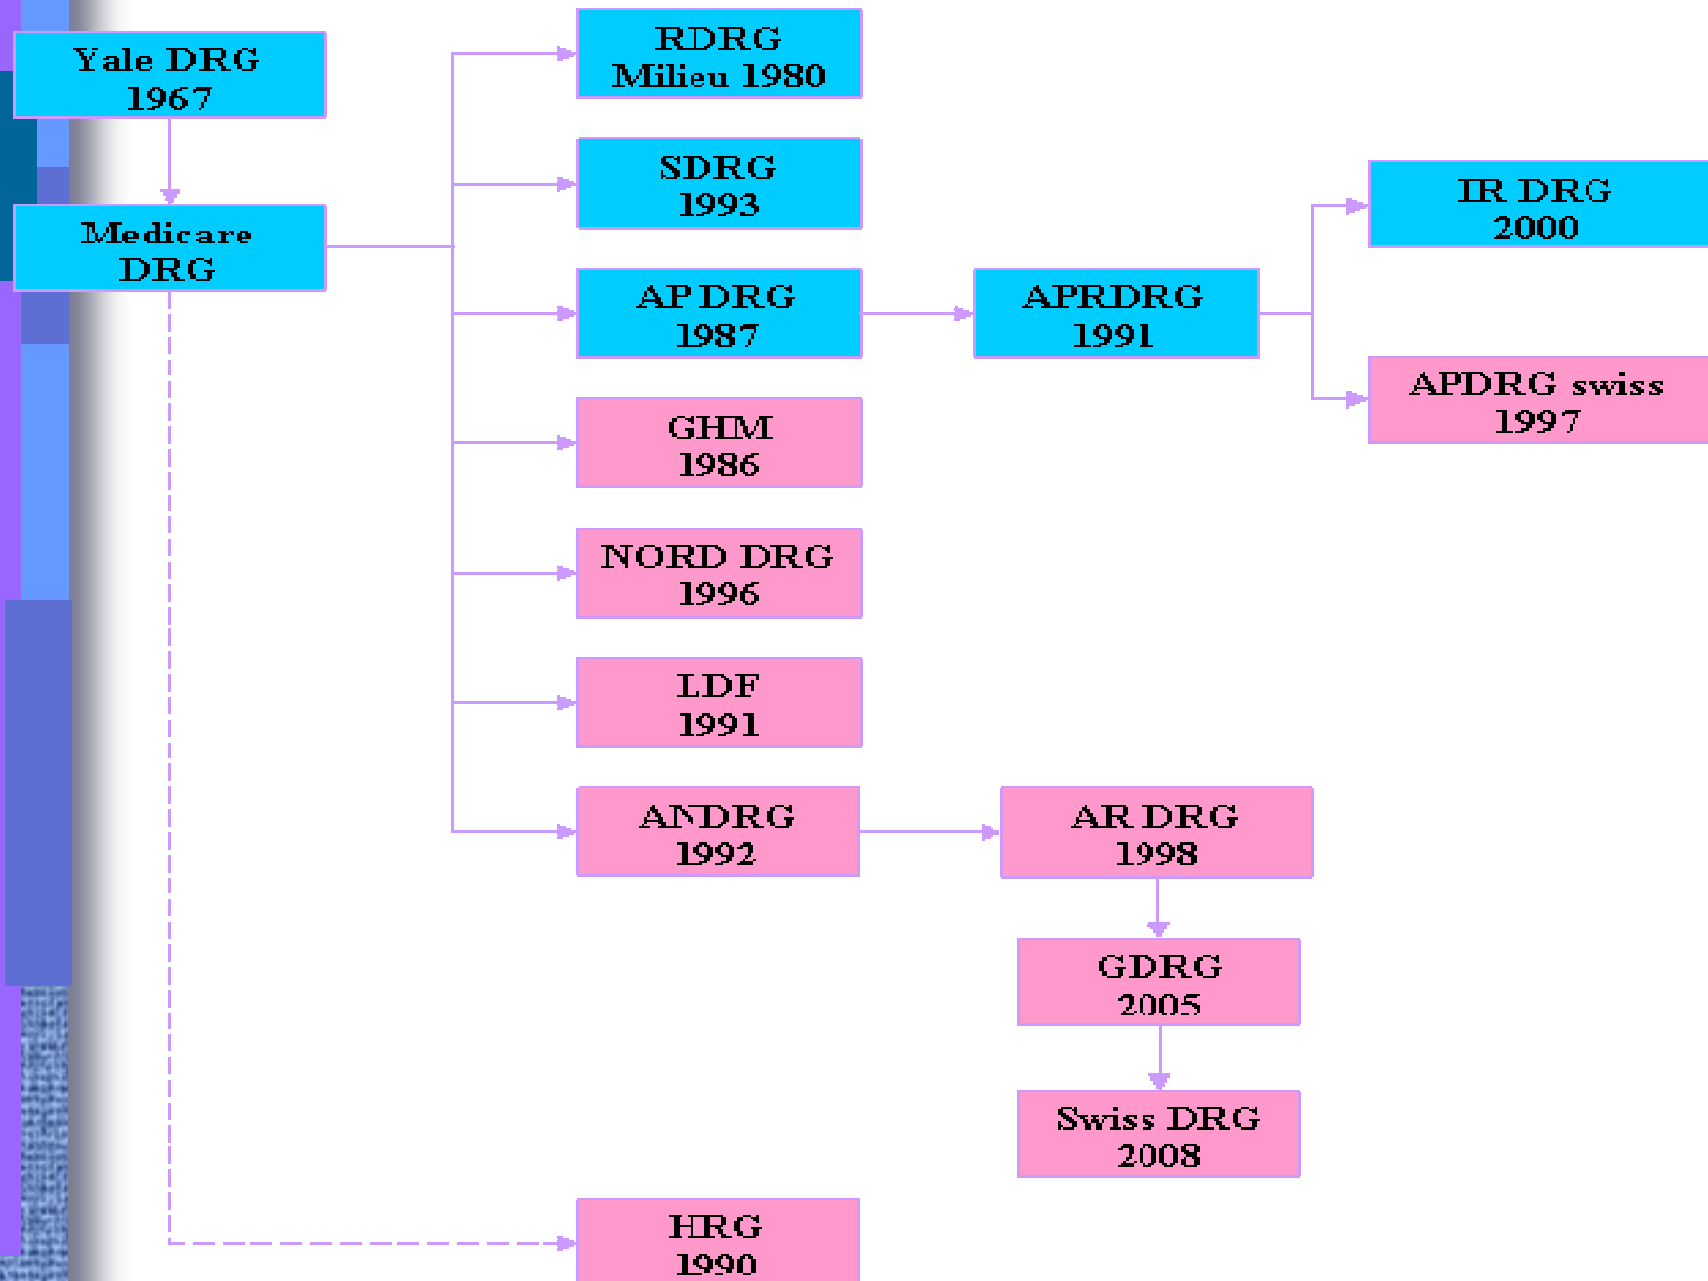 Yale DRG
1967
Medicare
DRG
RDRG
Milieu 1980
SDRG
1993
AP DRG
1987
GHM
1986
NORD DRG
1996
LDF
1991
ANDRG
1992
HRG
1990
APRDRG
1991
AR DRG
1998
GDRG
2005
Swiss DRG
2008
IR DRG
2000
APDRG swiss
1997